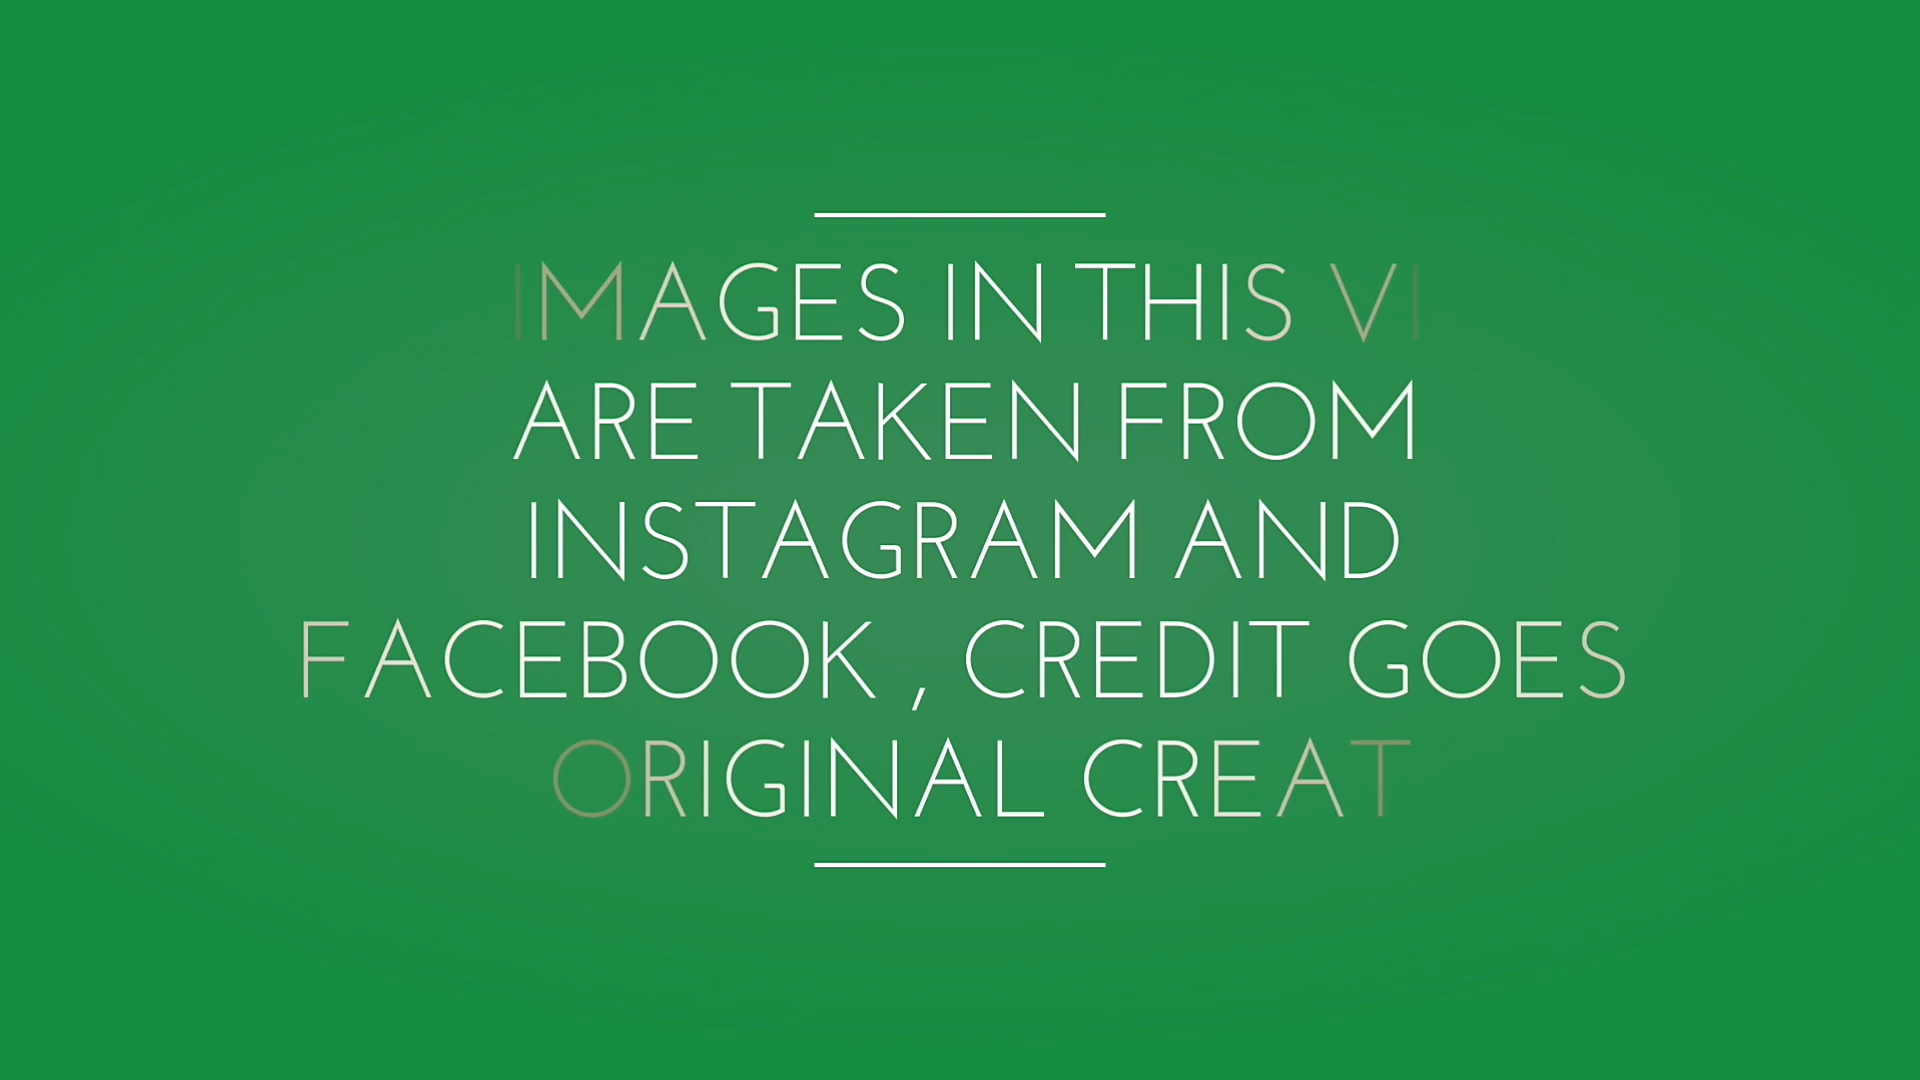 IMAGES IN THIS VI
ARE TAKEN FROM
INSTAGRAM AND
FACEBOOK , CREDIT GOES
ORIGINAL CREAT